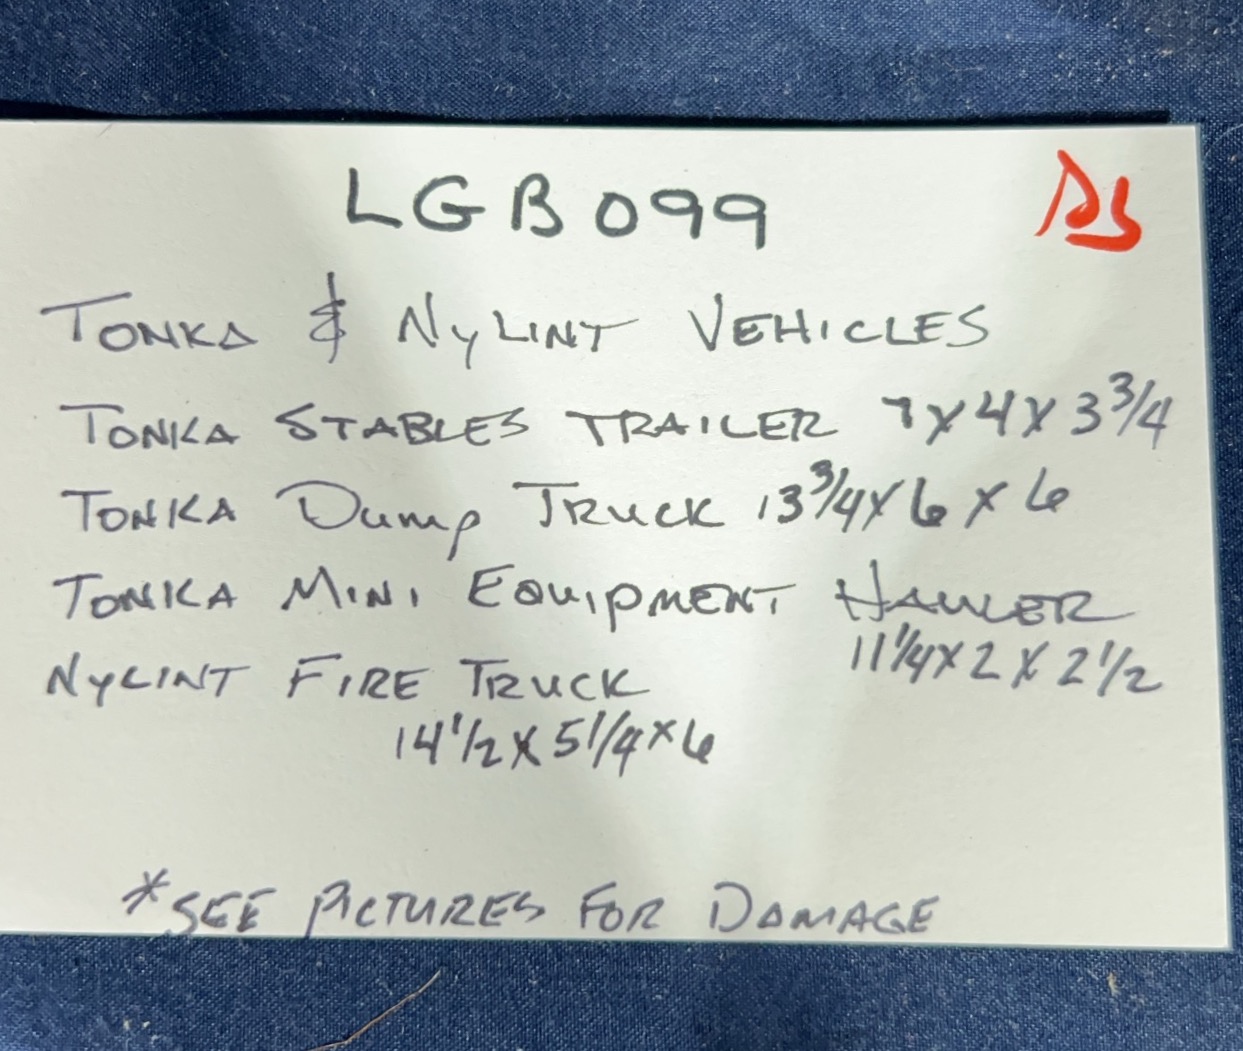 LGB099
TONKA & NYLINT VEHICLES
TONKA STABLES TRAILER 7X4X3 3/4
TONKA Dump TRUCK 13 3/4X6X6
TONKA MINI EQUIPMENT HAULER
11 1/4X2X2 1/2
NYLINT FIRE TRUCK
14 1/2X5 1/4X6
*SEE PICTURES FOR DAMAGE